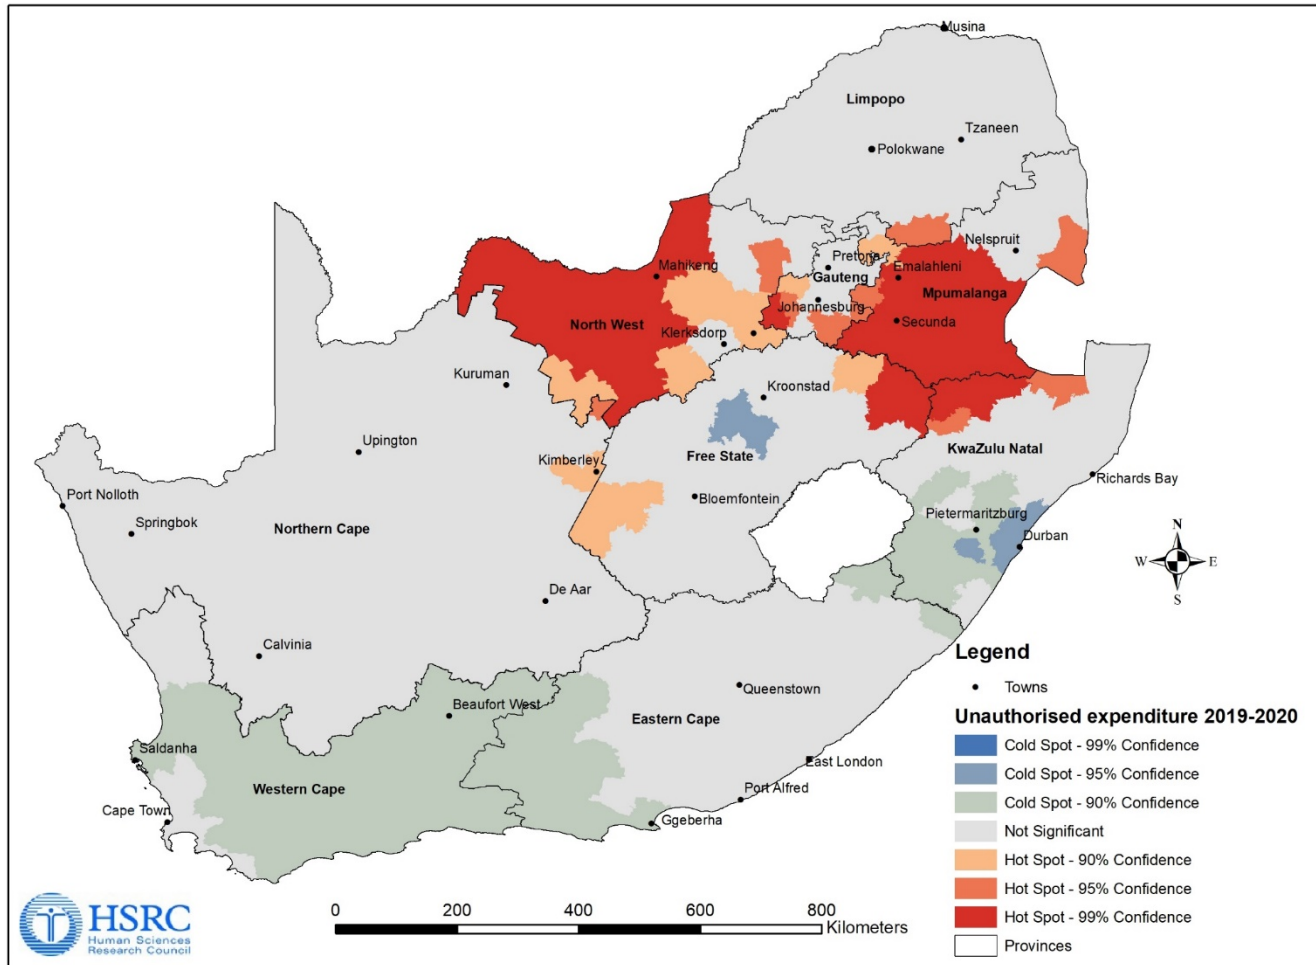 Musina
Limpopo
Tzaneen
Polokwane
Nelspruit
Pretoria
Mahikeng
Emalahleni
Gauteng
Mpumalanga
Johannesburg
North West
Secunda
Klerksdorp
Kuruman
Kroonstad
Upington
KwaZulu Natal
Free State
Kimberley
Richards Bay
Port Nolloth
Bloemfontein
Springbok
Northern Cape
Pietermaritzburg
Durban
N
W
E
S
De Aar
Calvinia
Queenstown
Beaufort West
Eastern Cape
Saldanha
East London
Western Cape
Port Alfred
Cape Town
Ggeberha
Legend
Towns
Unauthorised expenditure 2019-2020
Cold Spot - 99% Confidence
Cold Spot - 95% Confidence
Cold Spot - 90% Confidence
Not Significant
Hot Spot - 90% Confidence
Hot Spot - 95% Confidence
Hot Spot - 99% Confidence
Provinces
HSRC
Human Sciences
Research Council
0 200 400 600 800
Kilometers